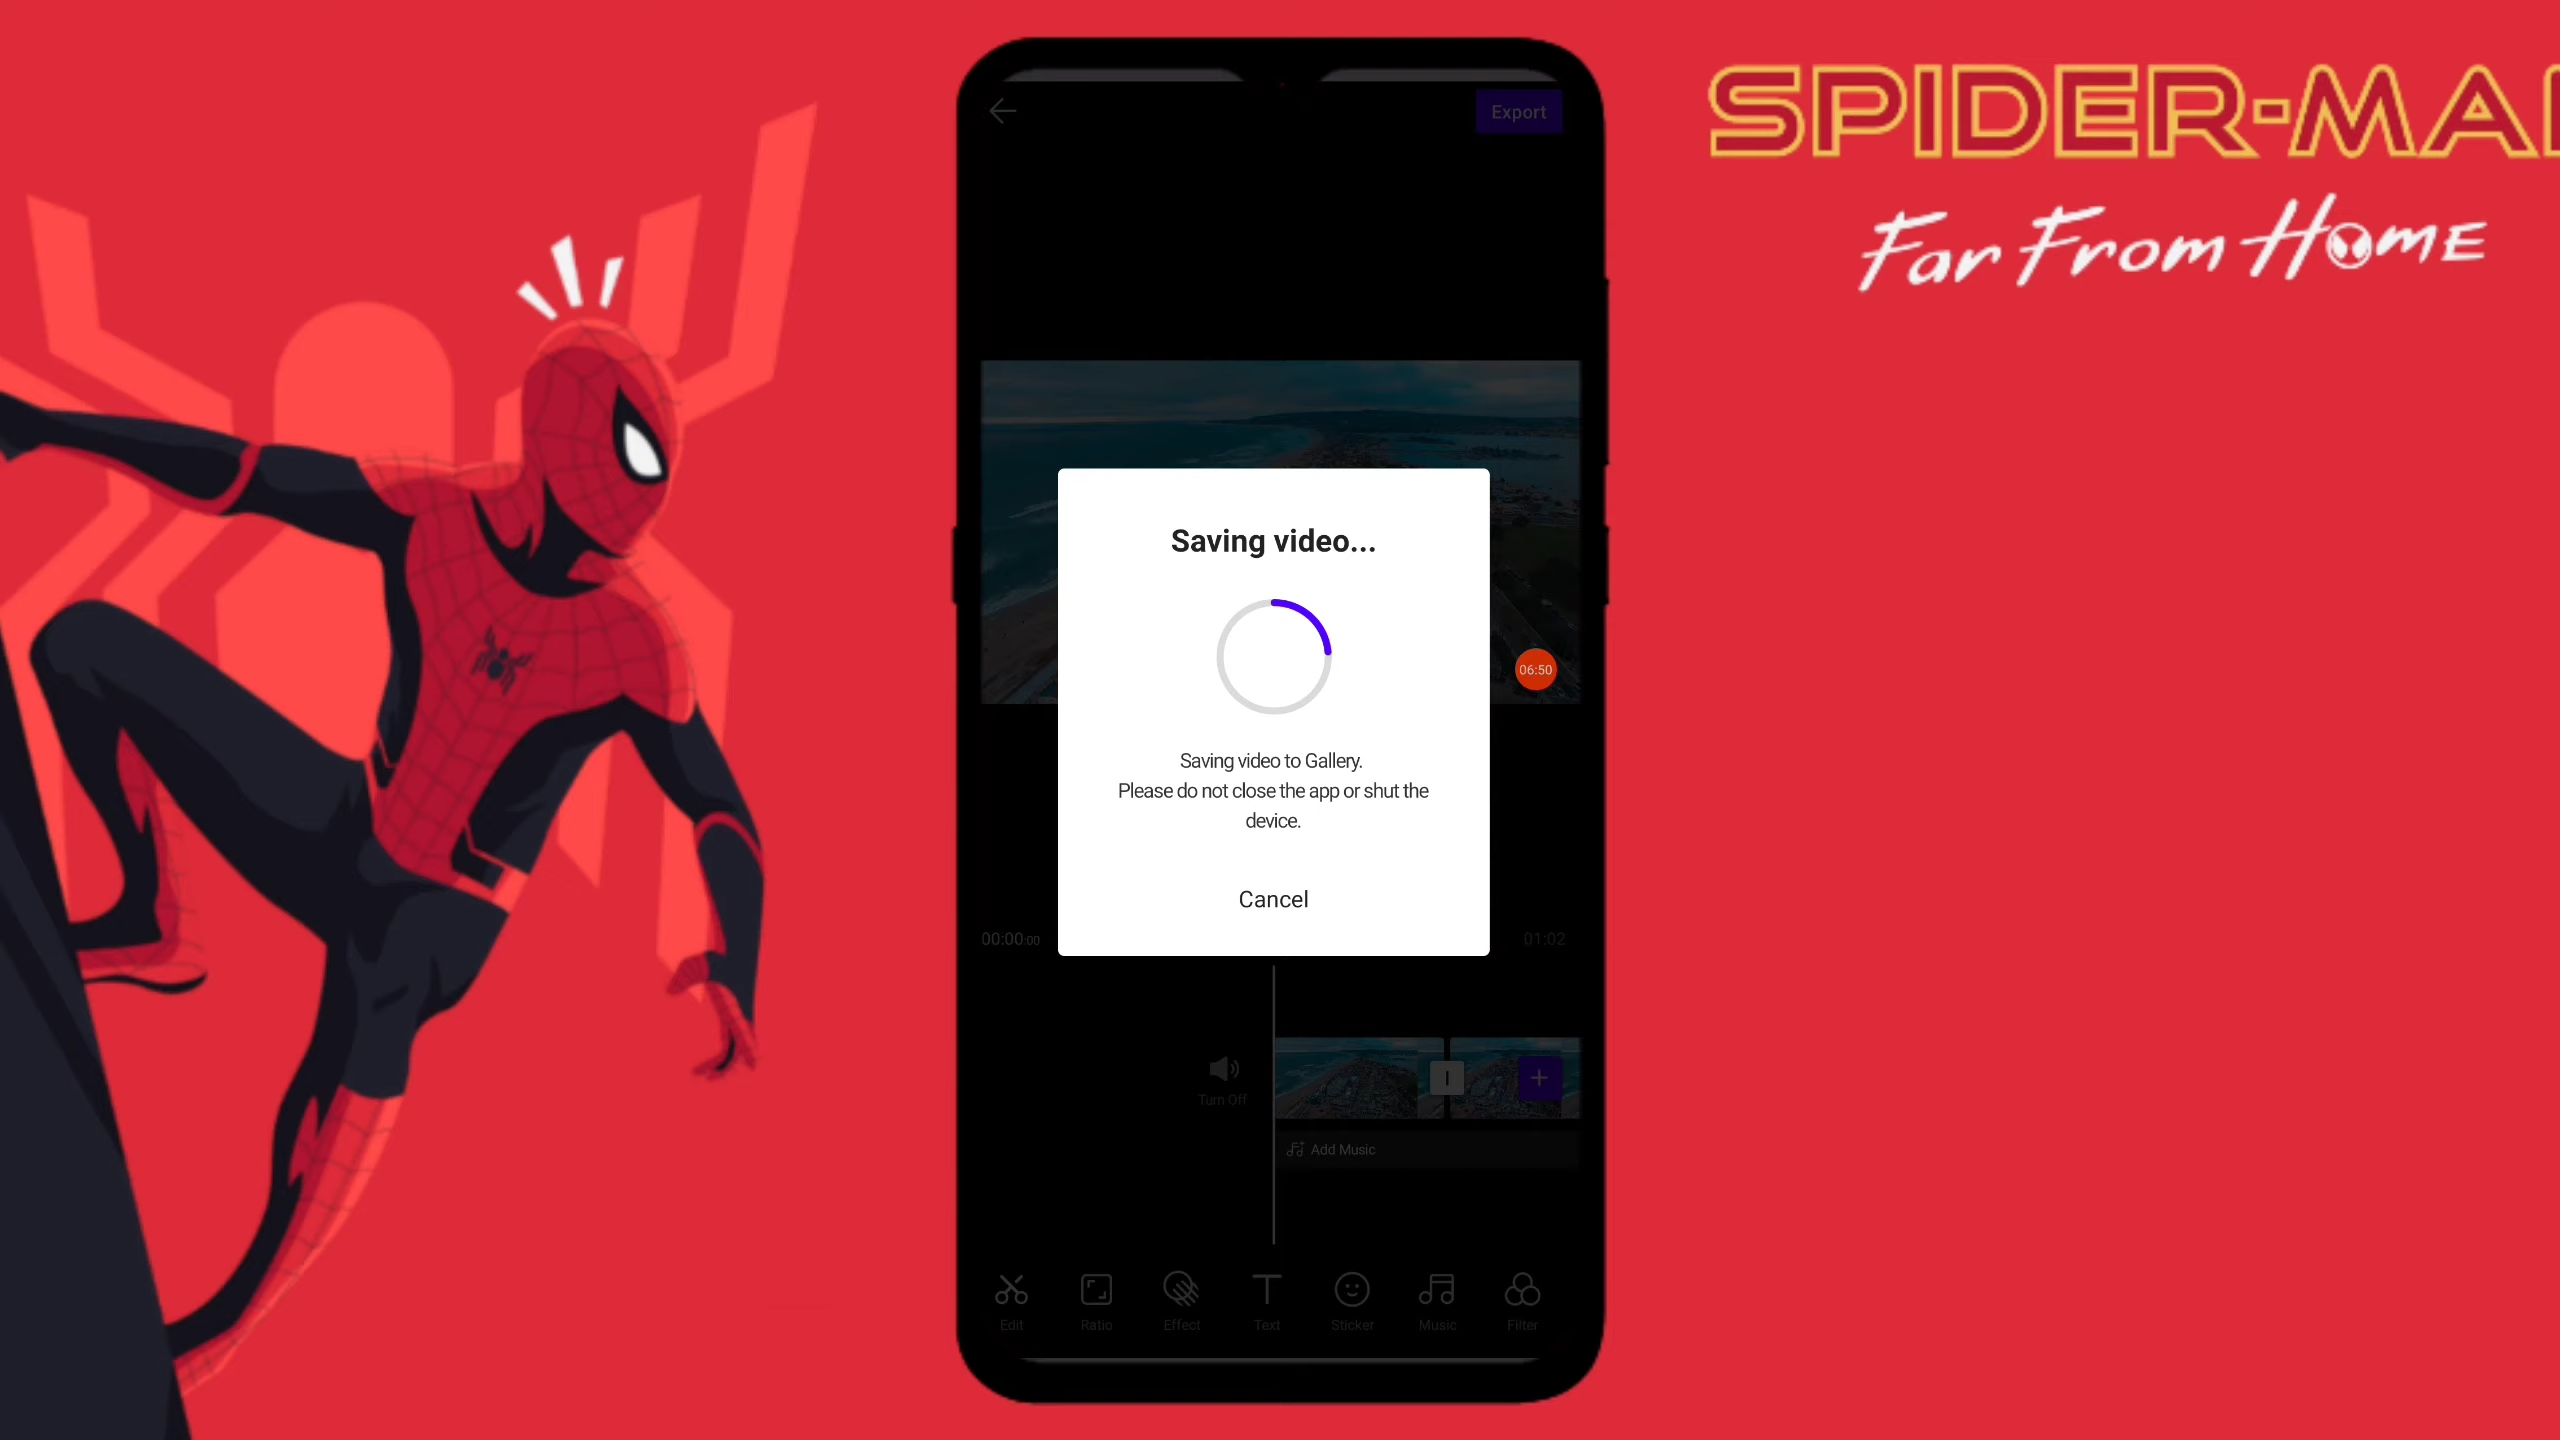 Export
SPIDER-MA
Far From Home
Saving video...
06:50
Saving video to Gallery.
Please do not close the app or shut the
device.
Cancel
00:00:00
01:02
Turn Off
Add Music
Edit
Ratio
Effect
Text
Sticker
Music
Filter